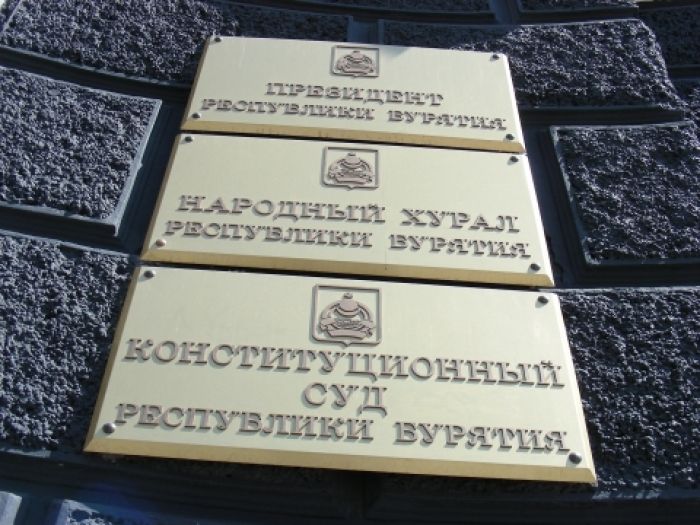 ПРЕЗИДЕНТ
РЕСПУБЛИКИ БУРЯТИЯ
НАРОДНЫЙ ХУРАЛ
РЕСПУБЛИКИ БУРЯТИЯ
КОНСТИТУЦИОННЫЙ
СУД
РЕСПУБЛИКИ БУРЯТИЯ